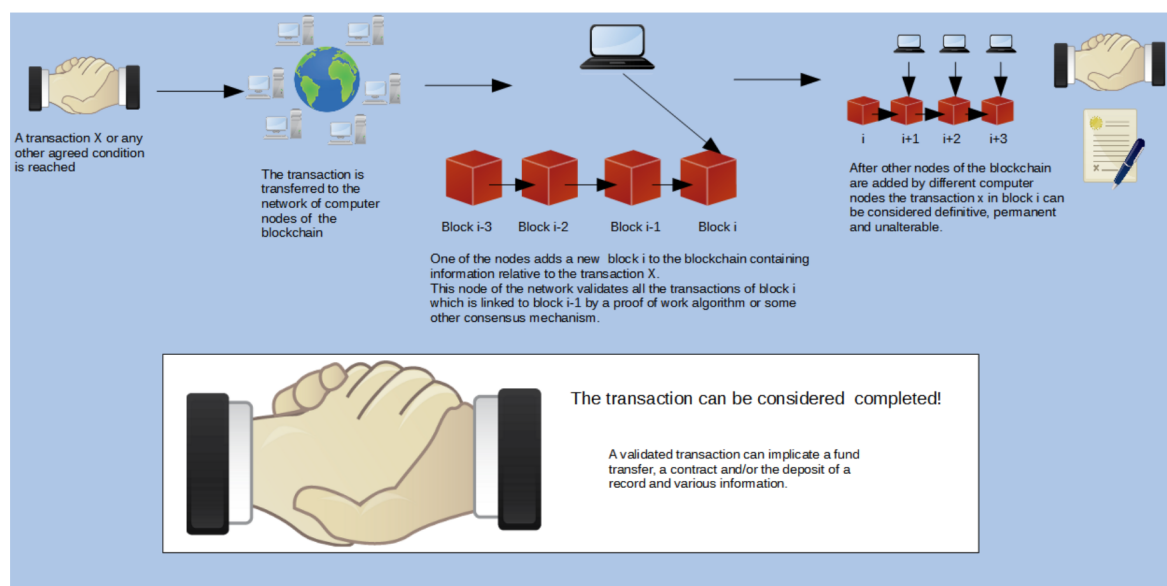 A transaction X or any
other agreed condition
is reached
The transaction is
transferred to the
network of computer
nodes of the
blockchain
Block i-3
Block i-2
Block i-1
Block i
One of the nodes adds a new block i to the blockchain containing
information relative to the transaction X.
This node of the network validates all the transactions of block i
which is linked to block i-1 by a proof of work algorithm or some
other consensus mechanism.
i
i+1
i+2
i+3
After other nodes of the blockchain
are added by different computer
nodes the transaction x in block i can
be considered definitive, permanent
and unalterable.
x
The transaction can be considered completed!
A validated transaction can implicate a fund
transfer, a contract and/or the deposit of a
record and various information.